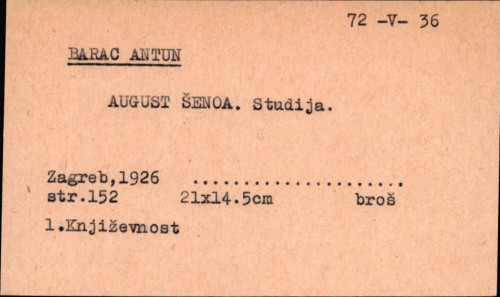 72 -V- 36
BARAC ANTUN
AUGUST ŠENOA. Studija.
Zagreb,1926 .....................
str.152 21x14.5cm broš
1.Književnost